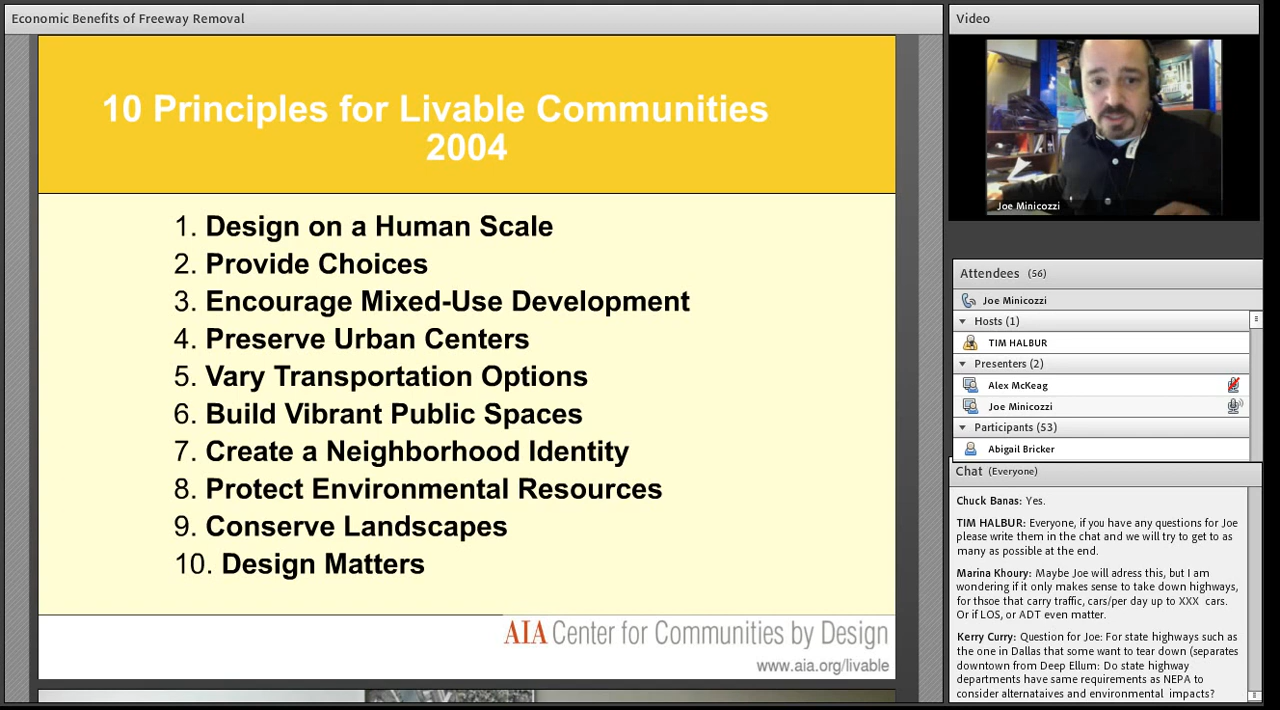 Economic Benefits of Freeway Removal
10 Principles for Livable Communities
2004
1. Design on a Human Scale
2. Provide Choices
3. Encourage Mixed-Use Development
4. Preserve Urban Centers
5. Vary Transportation Options
6. Build Vibrant Public Spaces
7. Create a Neighborhood Identity
8. Protect Environmental Resources
9. Conserve Landscapes
10. Design Matters
AIA Center for Communities by Design
www.aia.org/livable
Video
Joe Minicozzi
Attendees (56)
Joe Minicozzi
Hosts (1)
TIM HALBUR
Presenters (2)
Alex McKeag
Joe Minicozzi
Participants (53)
Abigail Bricker
Chat (Everyone)
Chuck Banas: Yes.
TIM HALBUR: Everyone, if you have any questions for Joe
please write them in the chat and we will try to get to as
many as possible at the end.
Marina Khoury: Maybe Joe will adress this, but I am
wondering if it only makes sense to take down highways,
for thsoe that carry traffic, cars/per day up to XXX cars.
Or if LOS, or ADT even matter.
Kerry Curry: Question for Joe: For state highways such as
the one in Dallas that some want to tear down (separates
downtown from Deep Ellum: Do state highway
departments have same requirements as NEPA to
consider alternataives and environmental impacts?